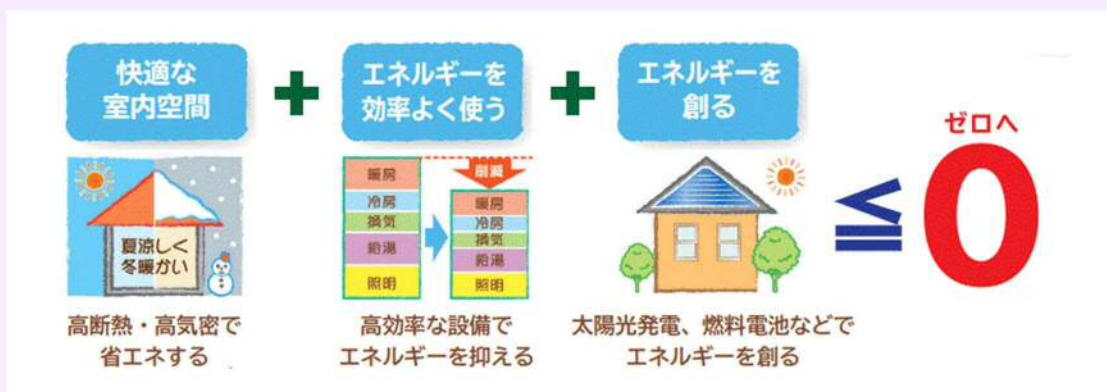 快適な
室内空間
+
エネルギーを
効率よく使う
+
エネルギーを
創る
夏涼しく
冬暖かい
暖房
冷房
換気
給湯
照明
削減
暖房
冷房
換気
給湯
照明
≦
ゼロへ
0
高断熱・高気密で
省エネする
高効率な設備で
エネルギーを抑える
太陽光発電、燃料電池などで
エネルギーを創る